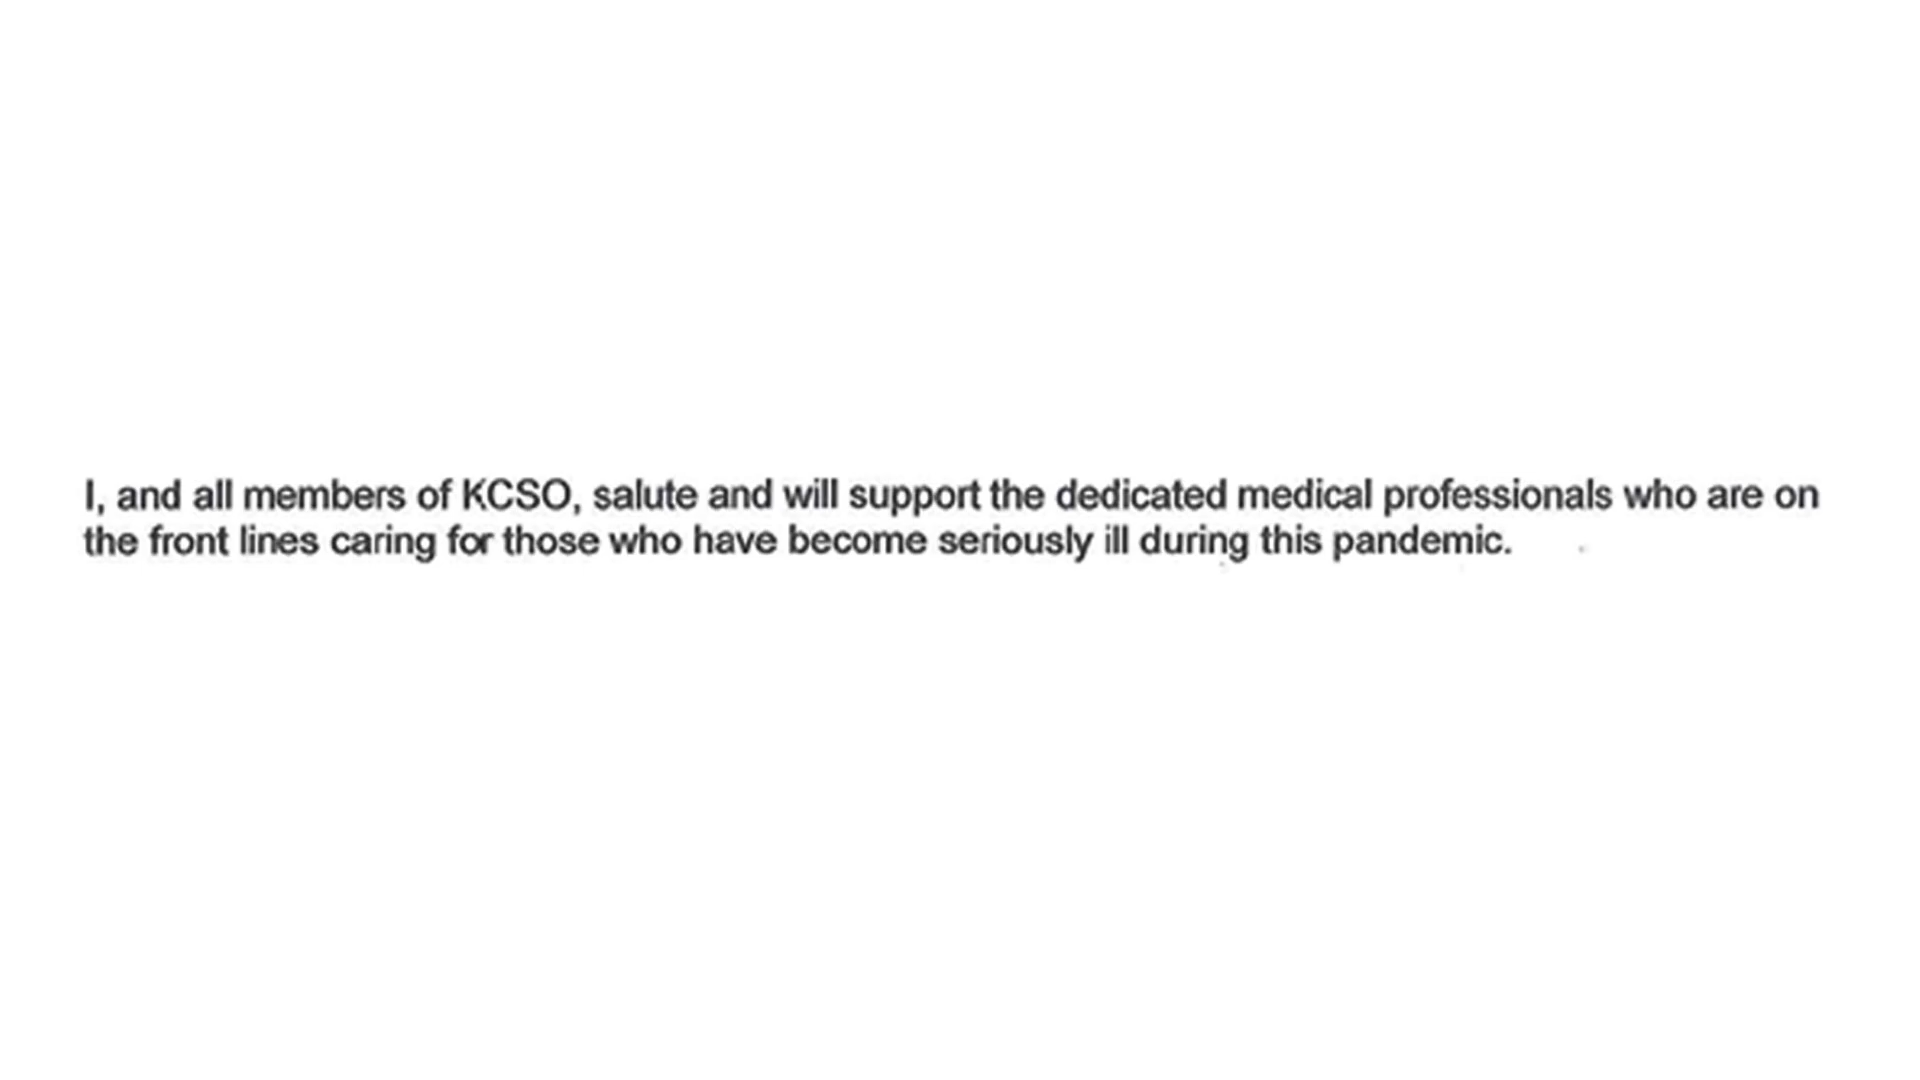 I, and all members of KCSO, salute and will support the dedicated medical professionals who are on
the front lines caring for those who have become seriously ill during this pandemic.